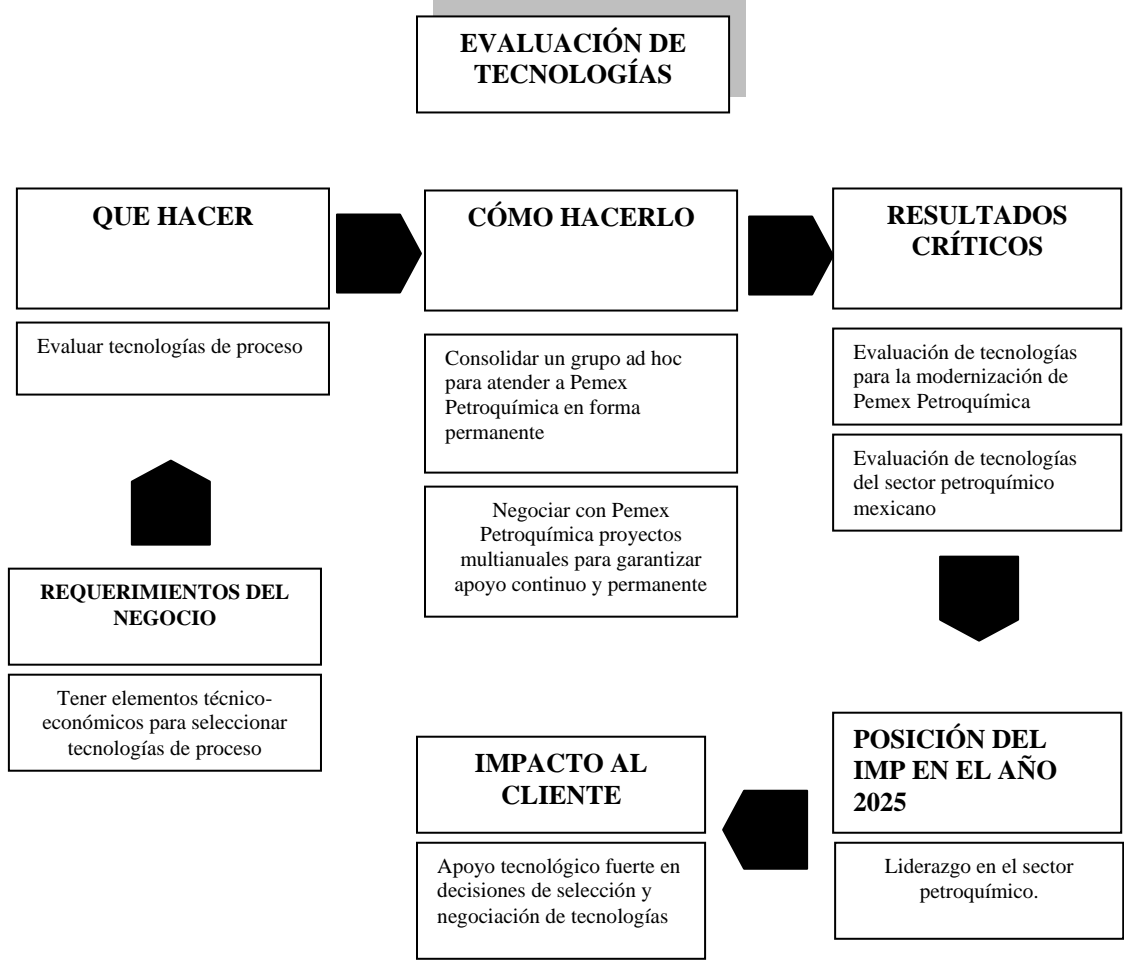 EVALUACIÓN DE
TECNOLOGÍAS
QUE HACER
Evaluar tecnologías de proceso
CÓMO HACERLO
Consolidar un grupo ad hoc
para atender a Pemex
Petroquímica en forma
permanente
Negociar con Pemex
Petroquímica proyectos
multianuales para garantizar
apoyo continuo y permanente
RESULTADOS
CRÍTICOS
Evaluación de tecnologías
para la modernización de
Pemex Petroquímica
Evaluación de tecnologías
del sector petroquímico
mexicano
REQUERIMIENTOS DEL
NEGOCIO
Tener elementos técnico-
económicos para seleccionar
tecnologías de proceso
IMPACTO AL
CLIENTE
Apoyo tecnológico fuerte en
decisiones de selección y
negociación de tecnologías
POSICIÓN DEL
IMP EN EL AÑO
2025
Liderazgo en el sector
petroquímico.